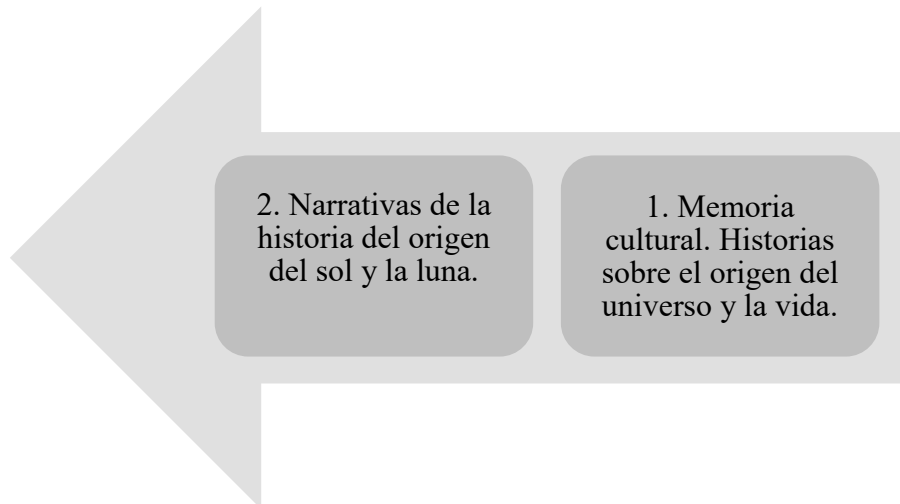 2. Narrativas de la
historia del origen
del sol y la luna.
1. Memoria
cultural. Historias
sobre el origen del
universo y la vida.